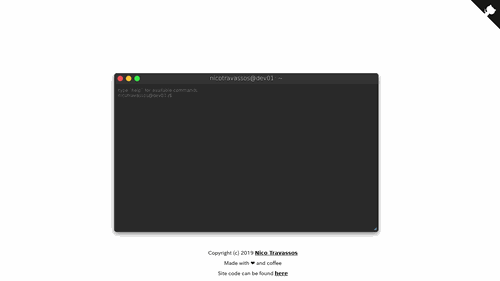 nicotravassos@dev01: ~
type 'help' for available commands
nicotravassos@dev01:~$
Copyright (c) 2019 Nico Travassos
Made with ❤ and coffee
Site code can be found here